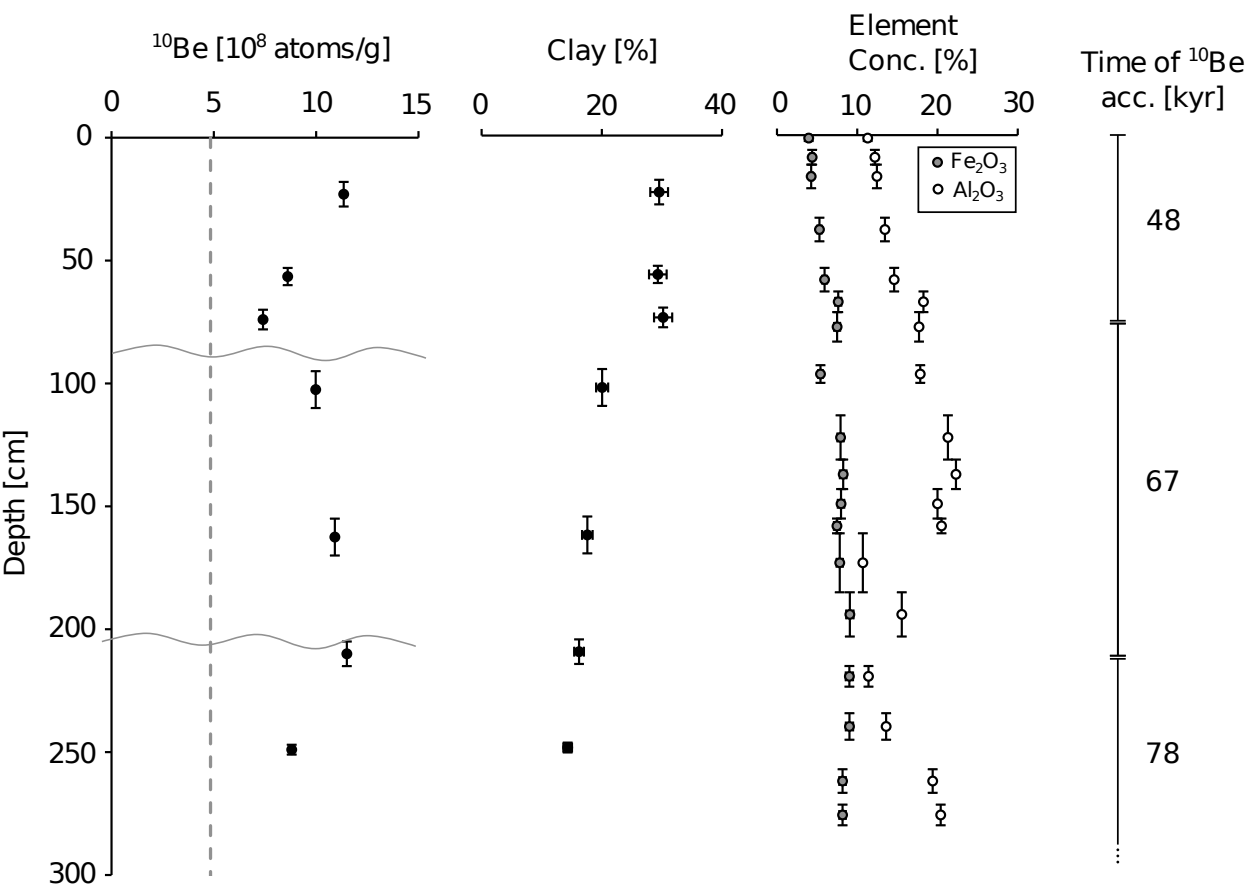 ¹⁰Be [10⁸ atoms/g]
Clay [%]
Element
Conc. [%]
Time of ¹⁰Be
acc. [kyr]
0 5 10 15
0 20 40
0 10 20 30
Fe₂O₃
Al₂O₃
Depth [cm]
0
50
100
150
200
250
300
48
67
78